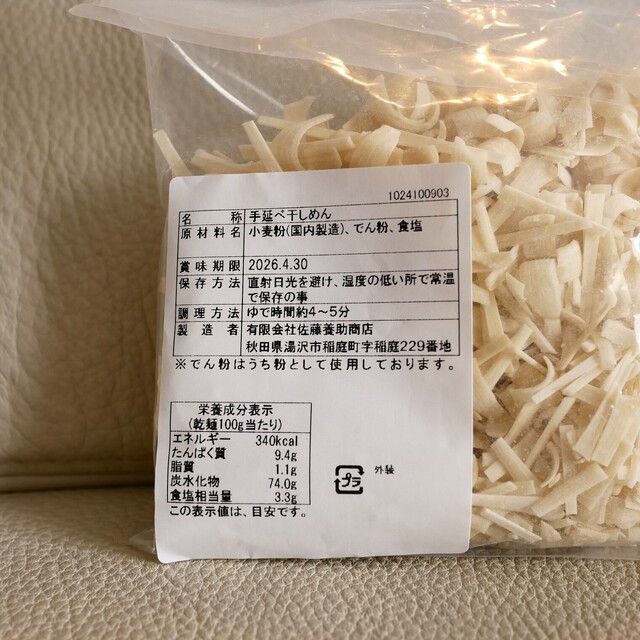 1024100903
名 称 手延べ干しめん
原材料名 小麦粉(国内製造)、でん粉、食塩
賞味期限 2026.4.30
保存方法 直射日光を避け、湿度の低い所で常温
で保存の事
調理方法 ゆで時間約4～5分
製造者 有限会社佐藤養助商店
秋田県湯沢市稲庭町字稲庭229番地
※でん粉はうち粉として使用しております。
栄養成分表示
(乾麺100g当たり)
エネルギー 340kcal
たんぱく質 9.4g
脂質 1.1g
炭水化物 74.0g
食塩相当量 3.3g
この表示値は、目安です。
プラ 外装